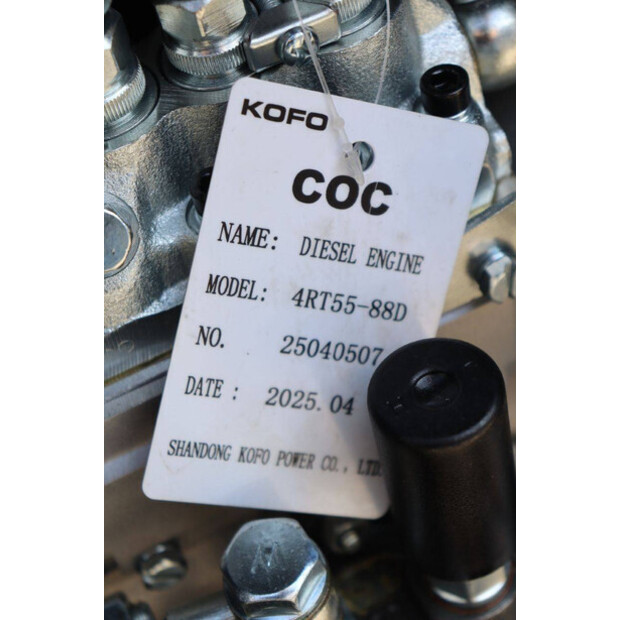 KOFO
COC
NAME: DIESEL ENGINE
MODEL: 4RT55-88D
NO. 25040507
DATE : 2025.04
SHANDONG KOFO POWER CO., LTD.